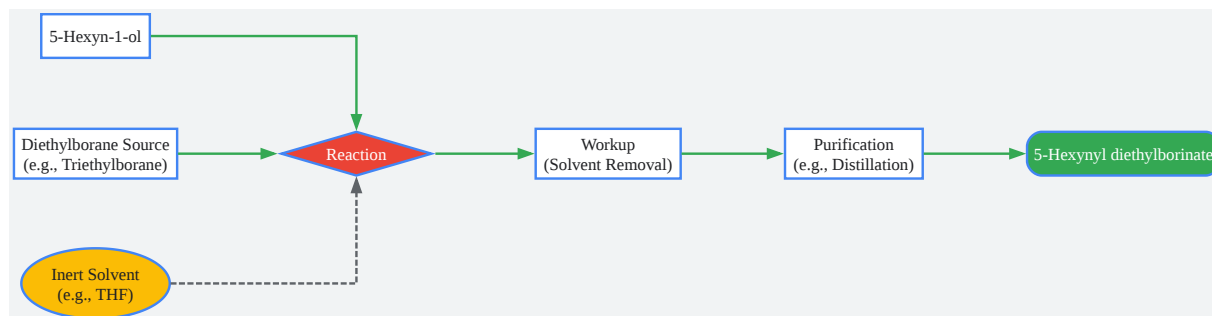 5-Hexyn-1-ol
Diethylborane Source
(e.g., Triethylborane)
Reaction
Workup
(Solvent Removal)
Purification
(e.g., Distillation)
5-Hexynyl diethylborinate
Inert Solvent
(e.g., THF)